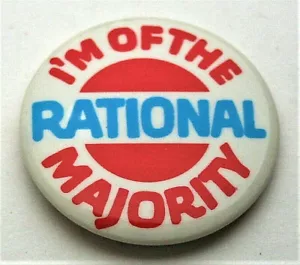 I'M OF THE
RATIONAL
MAJORITY